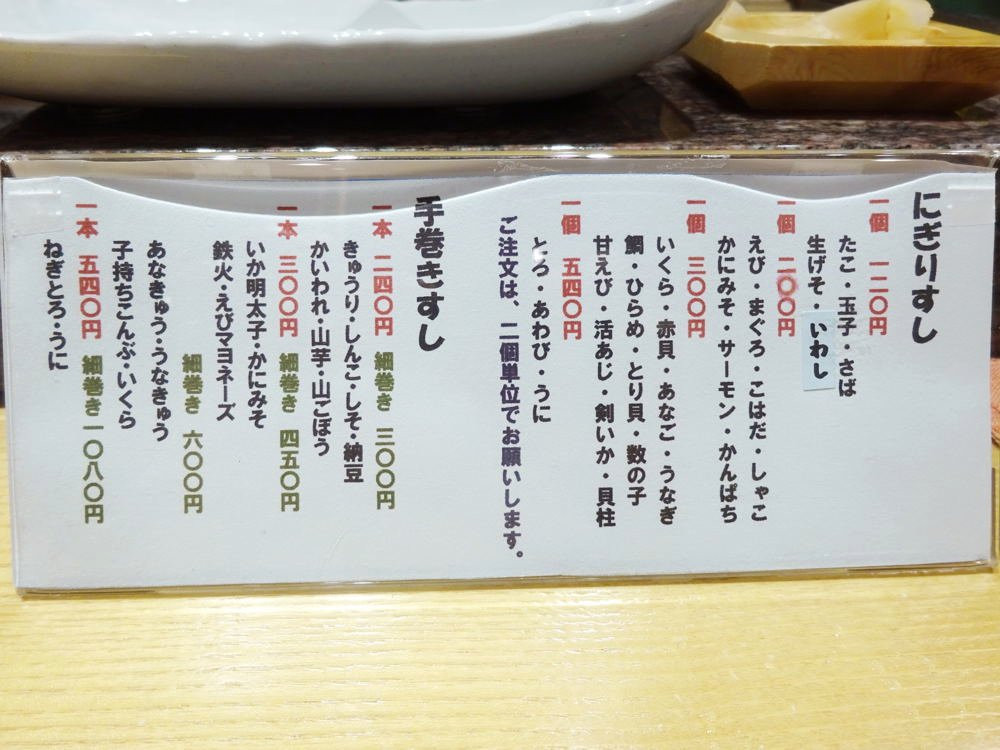 にぎりすし
一個　一二〇円
たこ・玉子・さば
生げそ・いわし
一個　二〇〇円
えび・まぐろ・こはだ・しゃこ
かにみそ・サーモン・かんぱち
一個　三〇〇円
いくら・赤貝・あなご・うなぎ
鯛・ひらめ・とり貝・数の子
甘えび・活あじ・剣いか・貝柱
一個　五四〇円
とろ・あわび・うに
ご注文は、二個単位でお願いします。
手巻きすし
一本　二四〇円　細巻き　三〇〇円
きゅうり・しんこ・しそ・納豆
かいわれ・山芋・山ごぼう
一本　三〇〇円　細巻き　四五〇円
いか明太子・かにみそ
鉄火・えびマヨネーズ
細巻き　六〇〇円
あなきゅう・うなきゅう
子持ちこんぶ・いくら
一本　五四〇円　細巻き一〇八〇円
ねぎとろ・うに